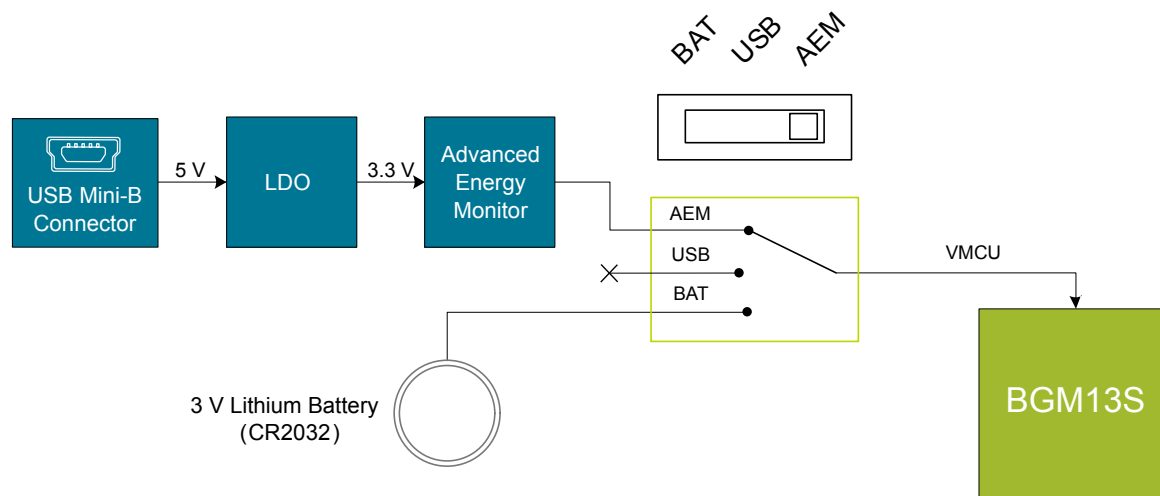 BAT
USB
AEM
USB Mini-B
Connector
5 V
LDO
3.3 V
Advanced
Energy
Monitor
AEM
USB
BAT
VMCU
3 V Lithium Battery
(CR2032)
BGM13S